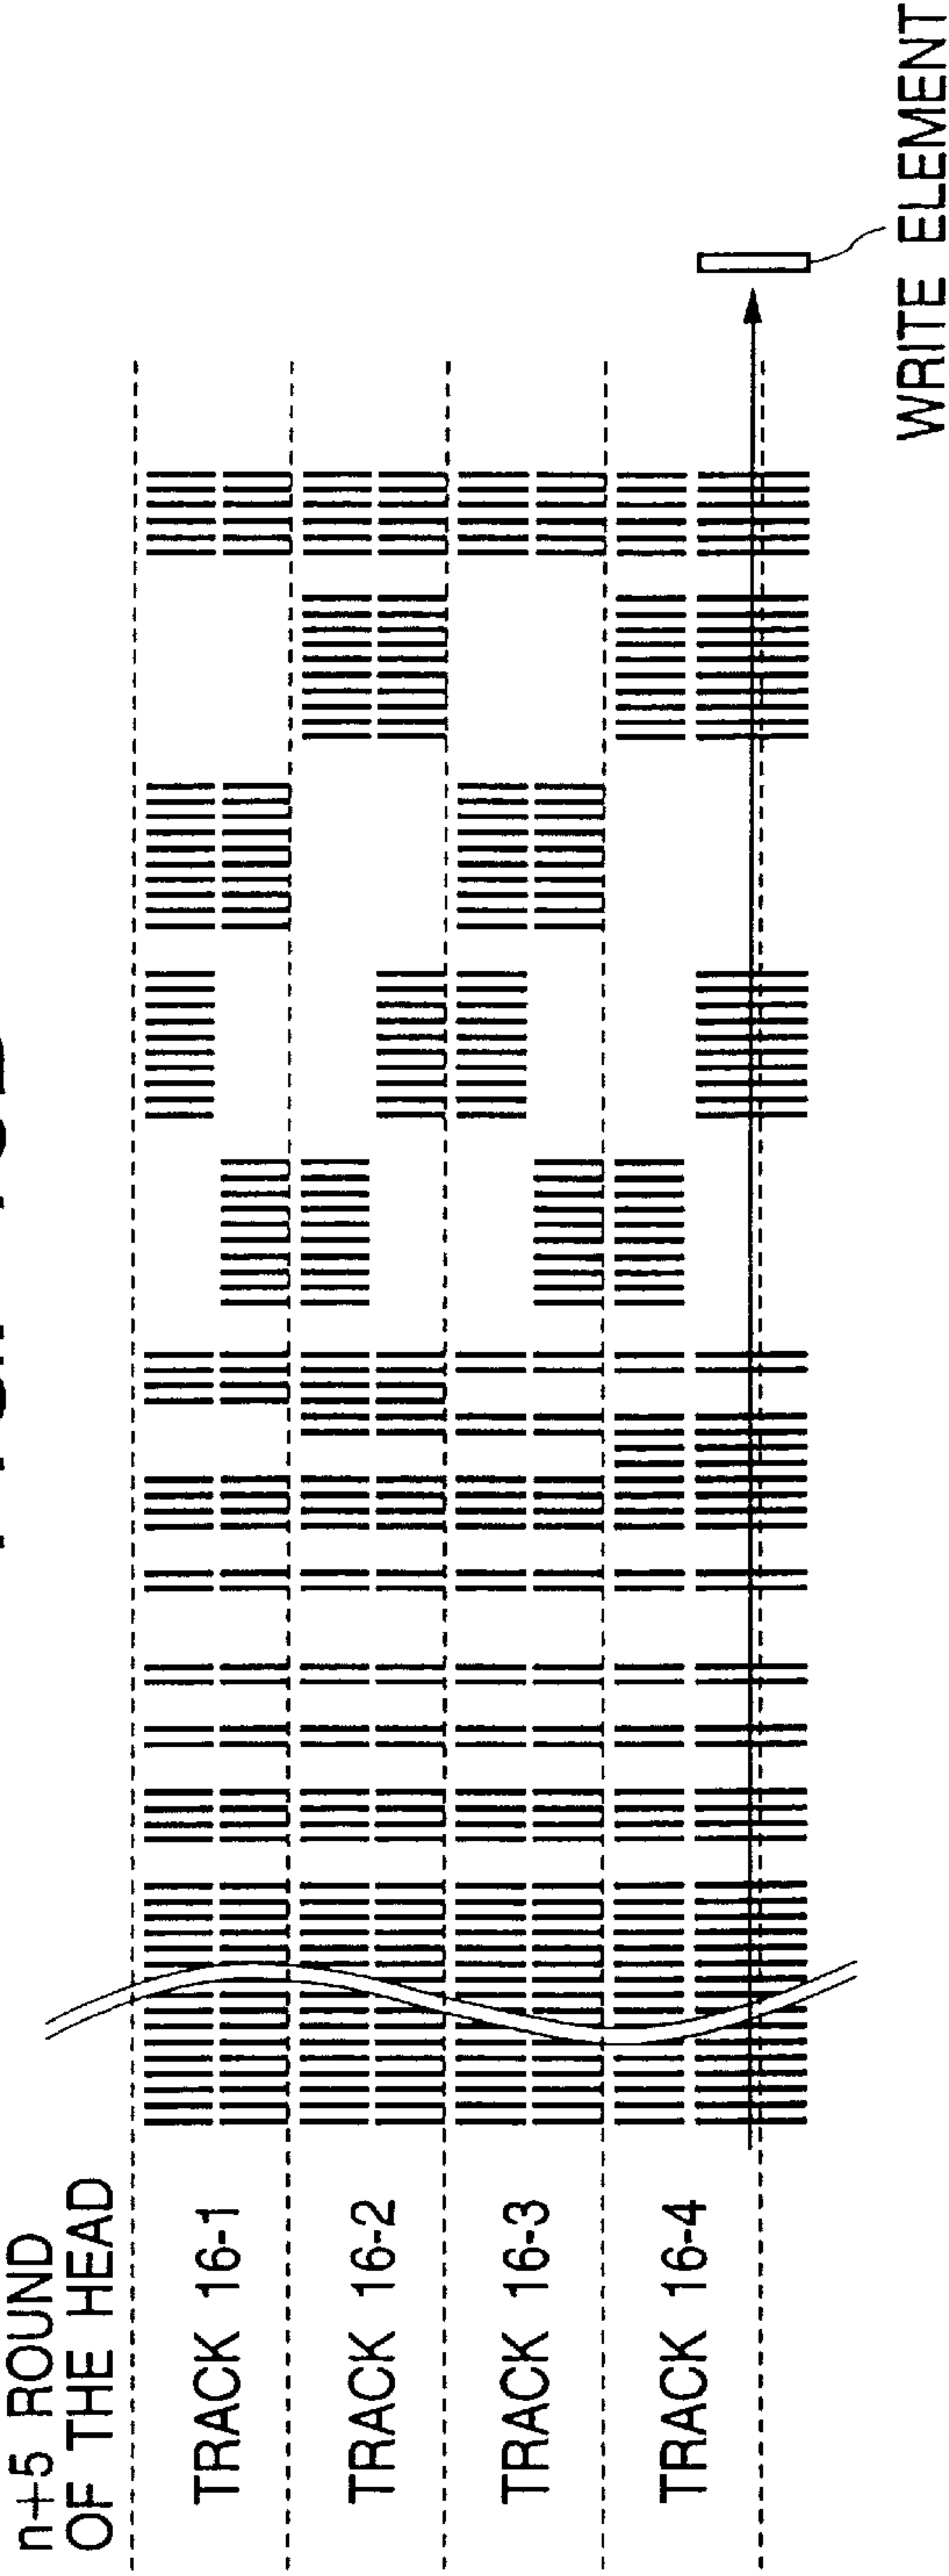 n+5 ROUND
OF THE HEAD
TRACK 16-1
TRACK 16-2
TRACK 16-3
TRACK 16-4
WRITE ELEMENT